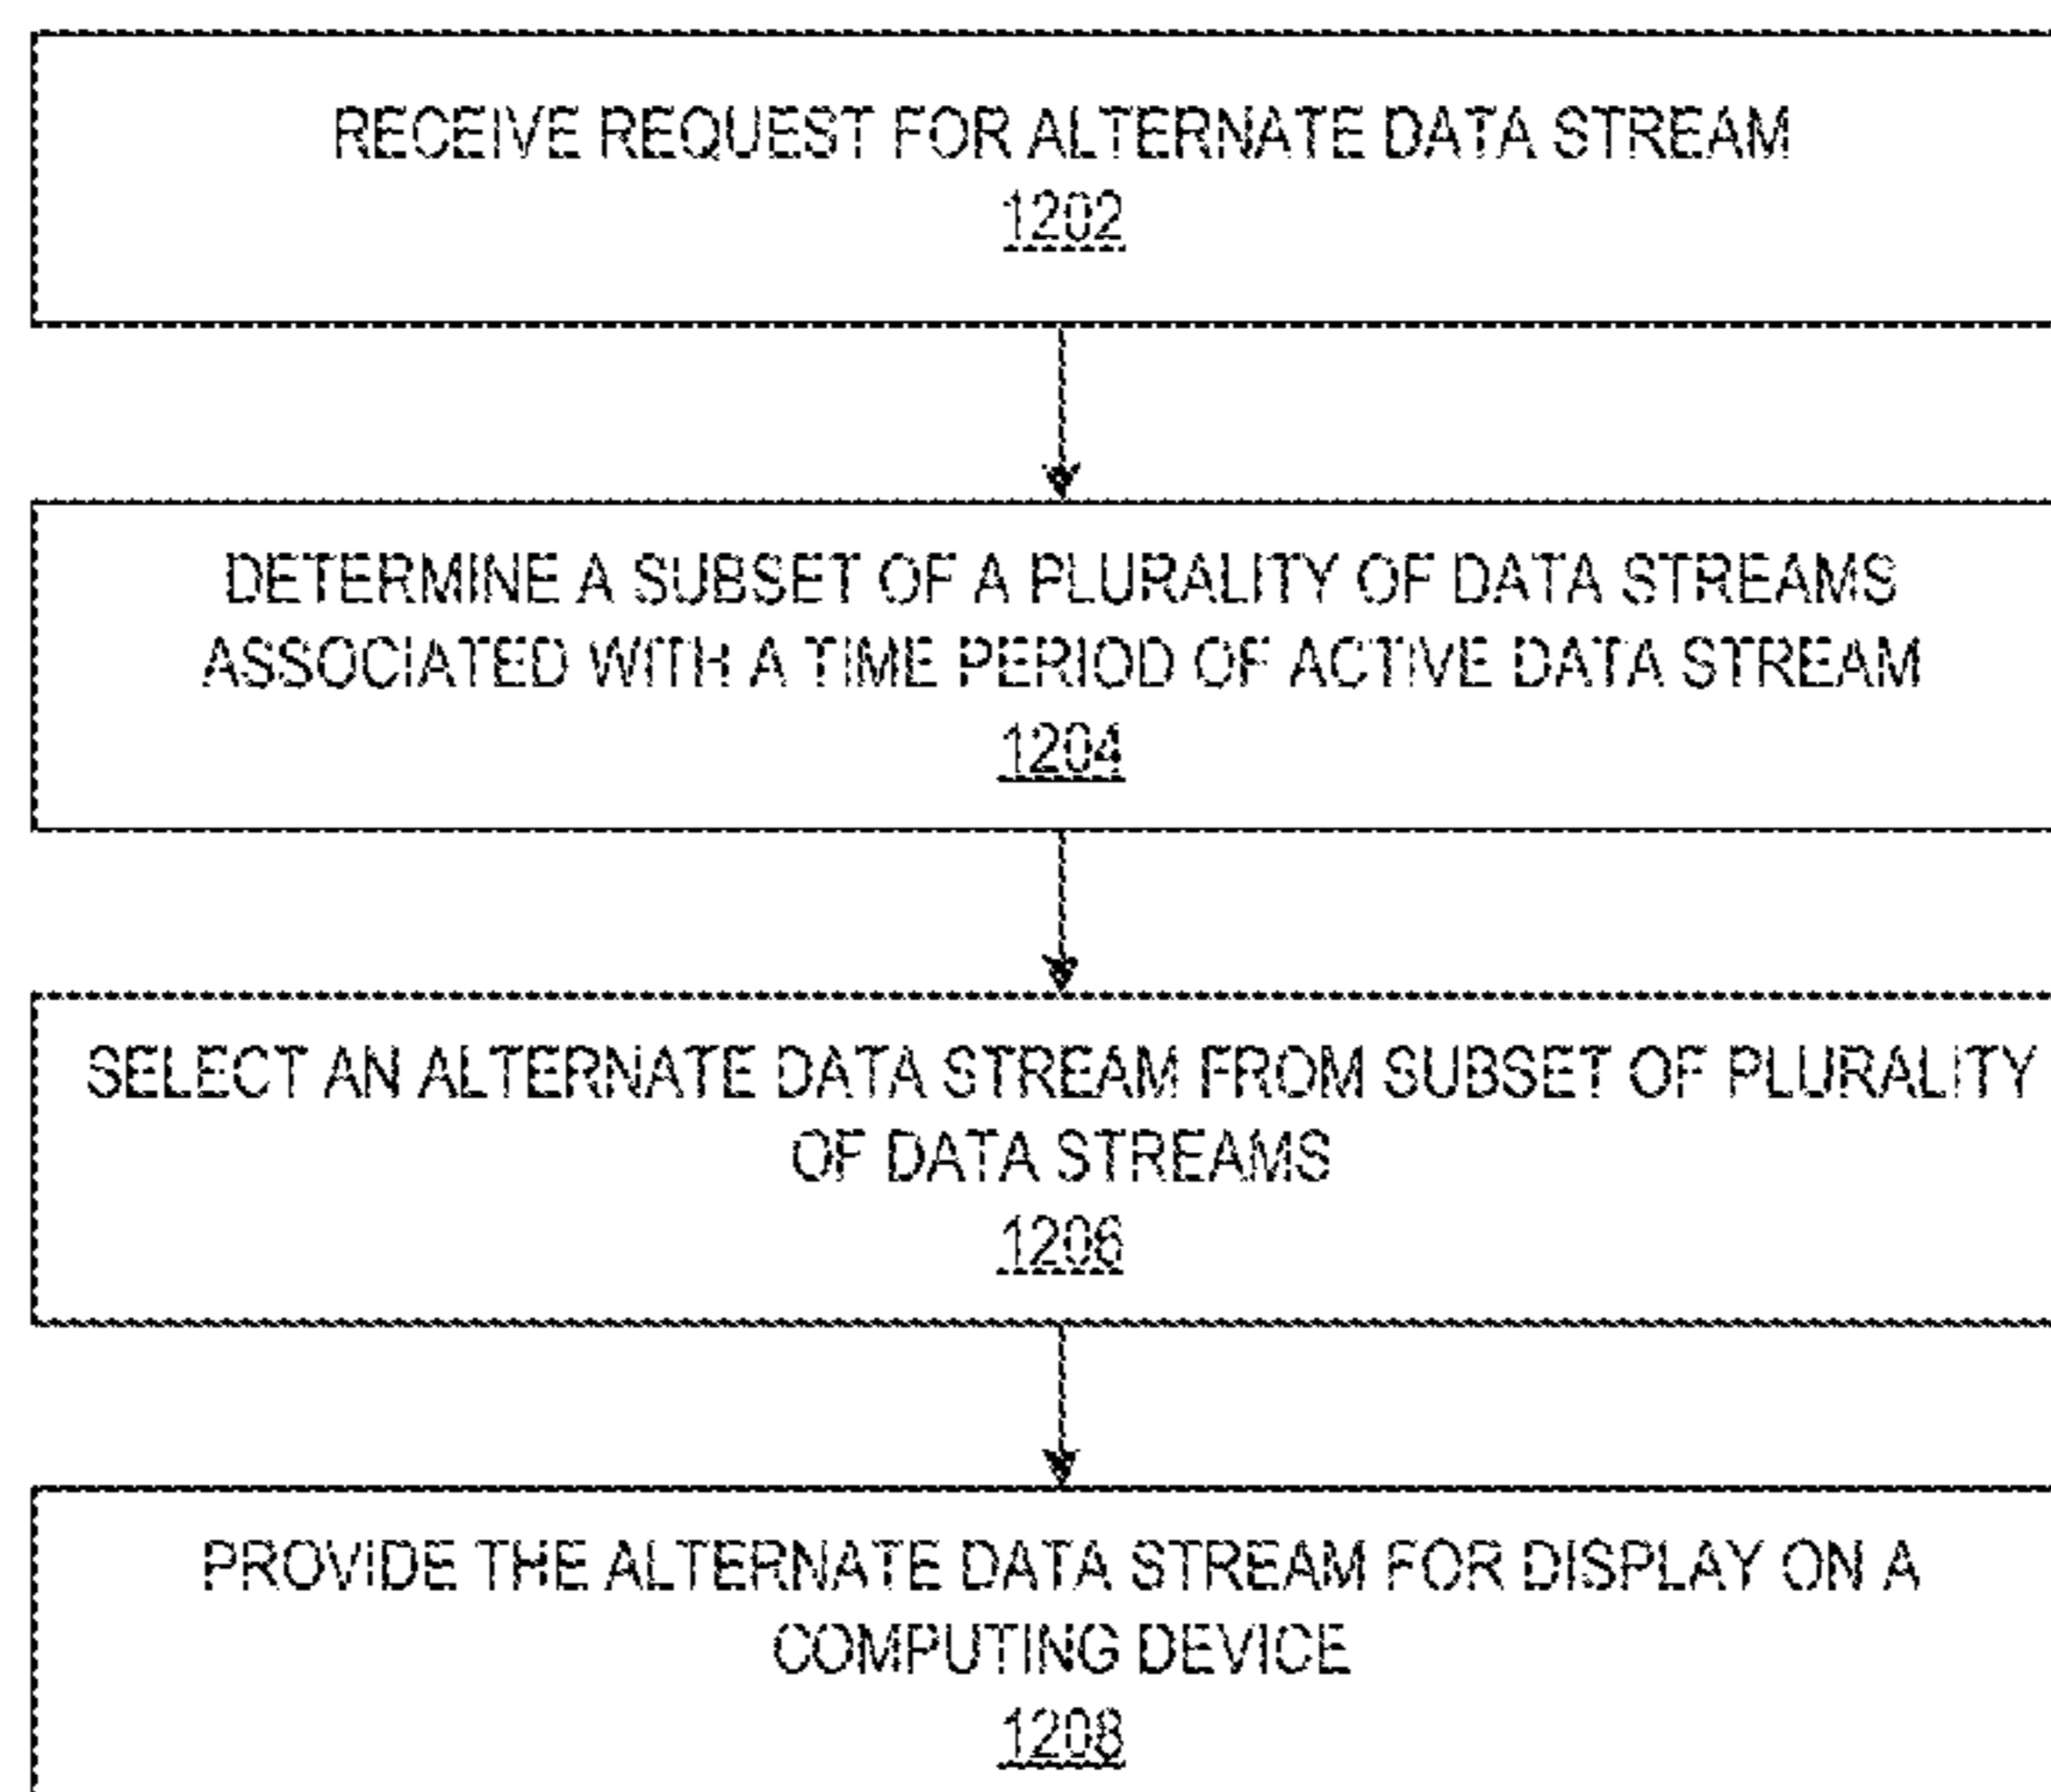 RECEIVE REQUEST FOR ALTERNATE DATA STREAM
1202
DETERMINE A SUBSET OF A PLURALITY OF DATA STREAMS
ASSOCIATED WITH A TIME PERIOD OF ACTIVE DATA STREAM
1204
SELECT AN ALTERNATE DATA STREAM FROM SUBSET OF PLURALITY
OF DATA STREAMS
1206
PROVIDE THE ALTERNATE DATA STREAM FOR DISPLAY ON A
COMPUTING DEVICE
1208